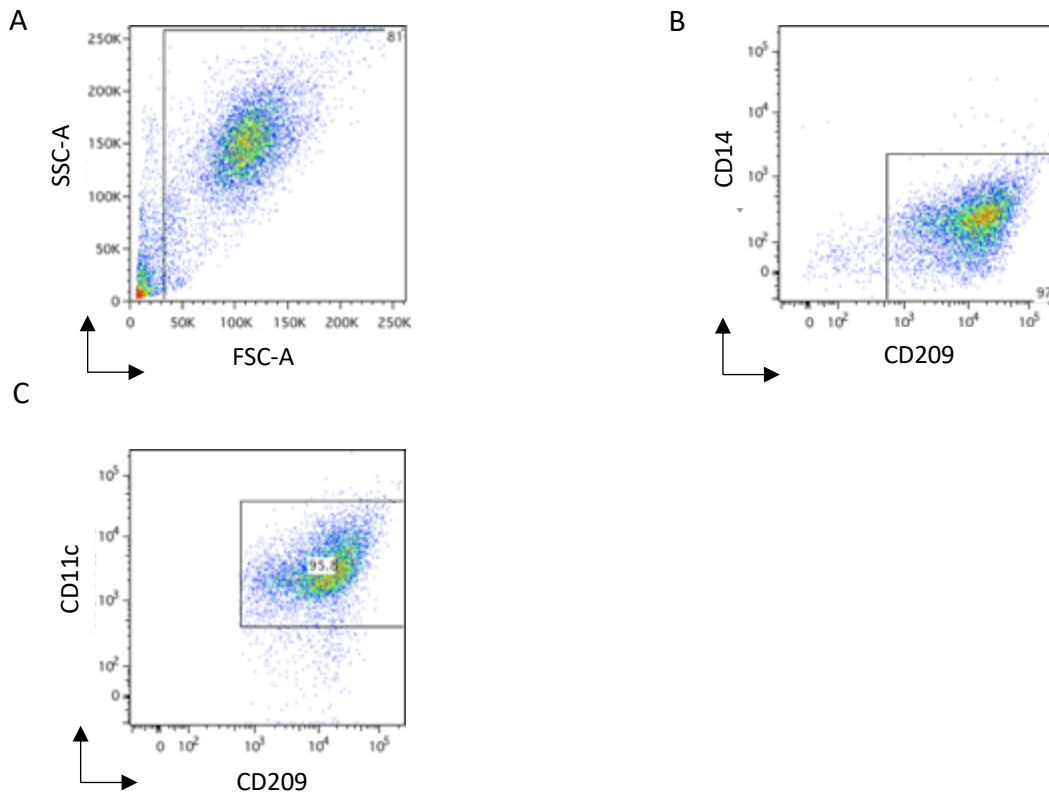 A
250K
81
200K
150K
100K
50K
0
SSC-A
0 50K 100K 150K 200K 250K
FSC-A
B
10⁵
10⁴
10³
10²
0
CD14
92
0 10² 10³ 10⁴ 10⁵
CD209
C
10⁵
10⁴
10³
10²
0
CD11c
95.8
0 10² 10³ 10⁴ 10⁵
CD209